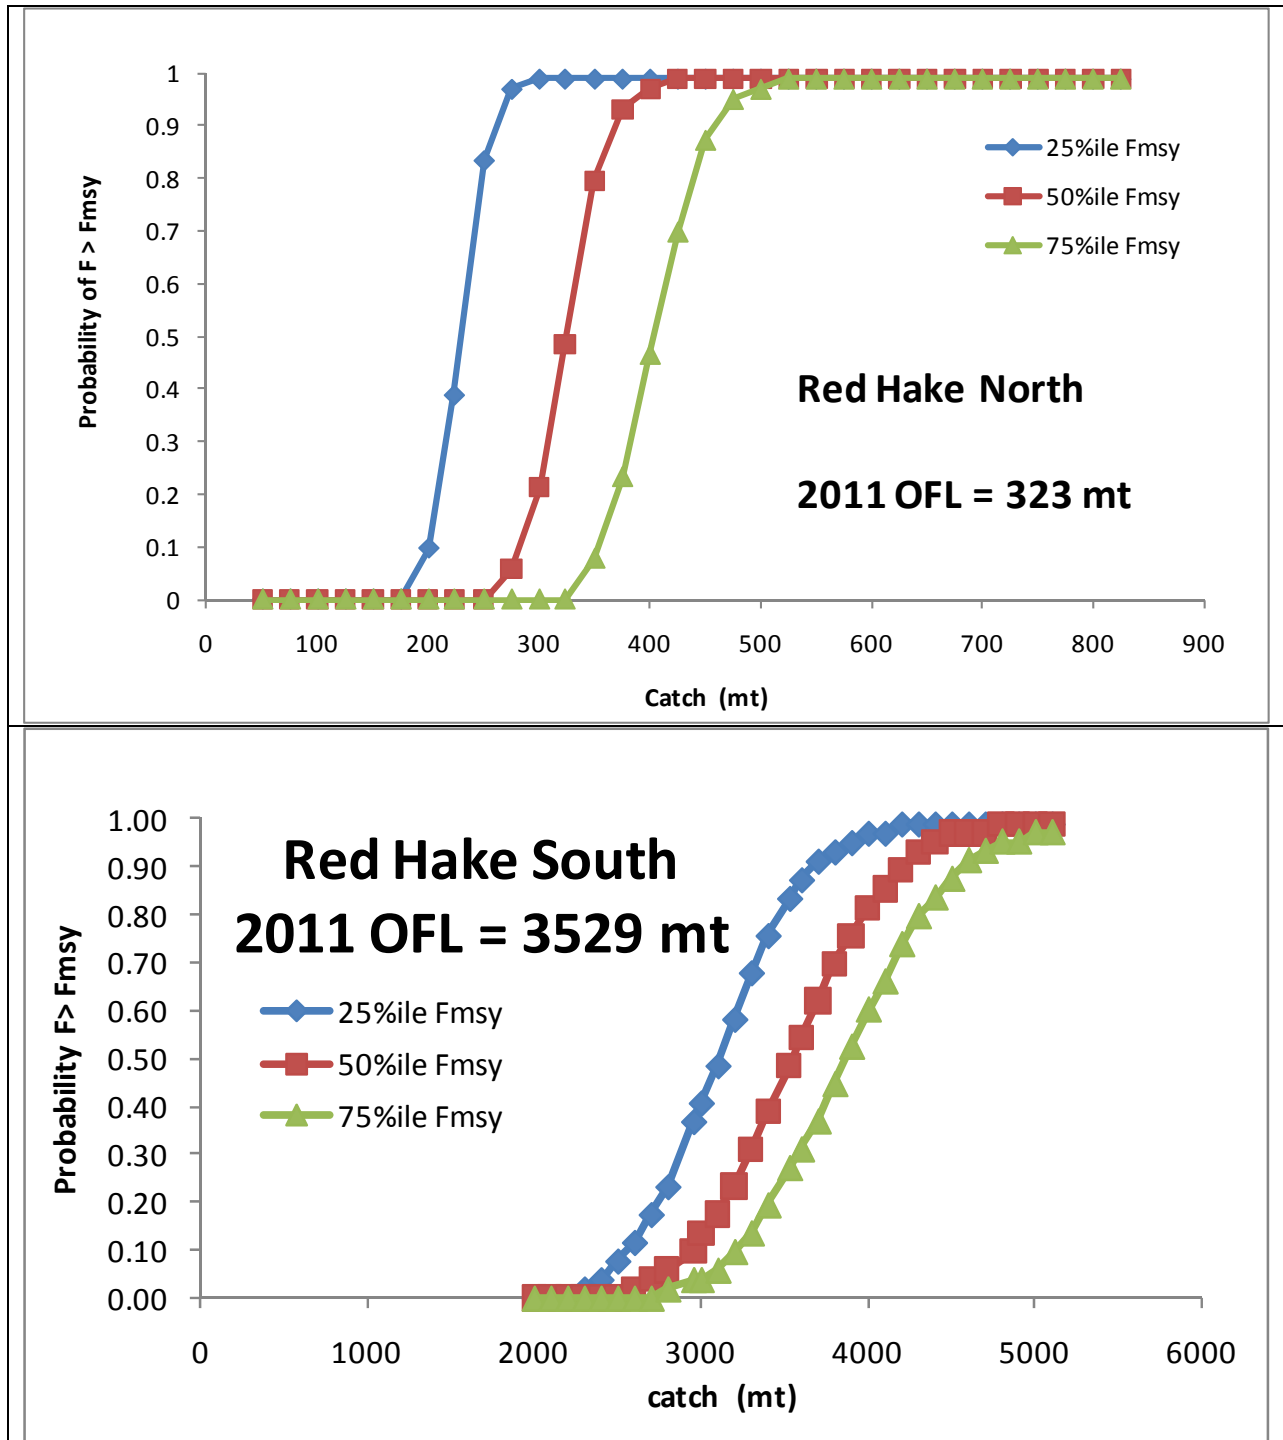 1
0.9
0.8
0.7
0.6
0.5
0.4
0.3
0.2
0.1
0
Probability of F > Fmsy
25%ile Fmsy
50%ile Fmsy
75%ile Fmsy
Red Hake North
2011 OFL = 323 mt
0 100 200 300 400 500 600 700 800 900
Catch (mt)
1.00
0.90
0.80
0.70
0.60
0.50
0.40
0.30
0.20
0.10
0.00
Probability F> Fmsy
Red Hake South
2011 OFL = 3529 mt
25%ile Fmsy
50%ile Fmsy
75%ile Fmsy
0 1000 2000 3000 4000 5000 6000
catch (mt)